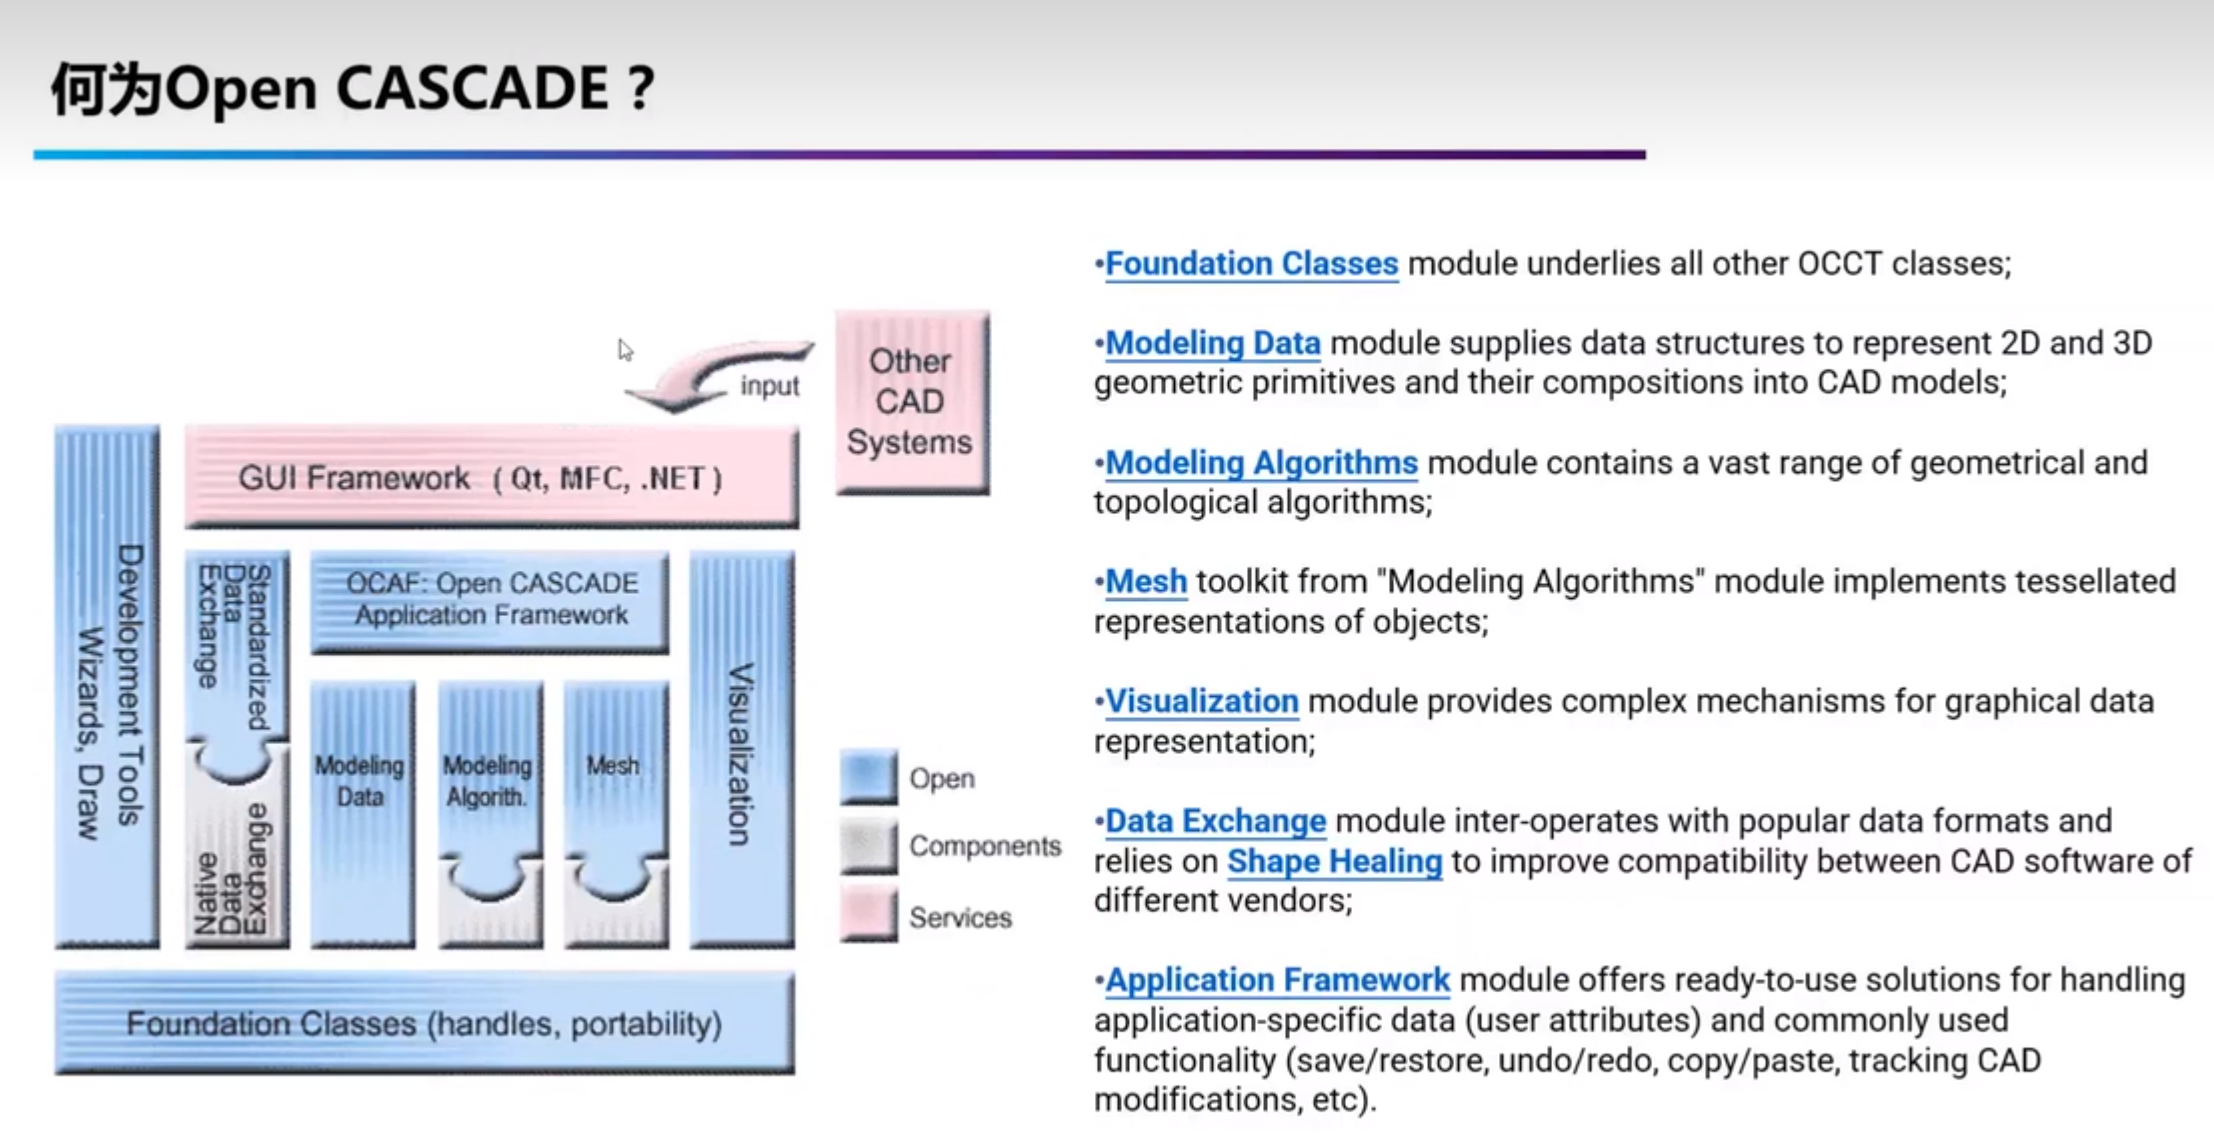 何为Open CASCADE？
Other
CAD
Systems
input
GUI Framework （Qt, MFC, .NET）
Development Tools
Wizards, Draw
Standardized
Data
Exchange
Native
Data
Exchange
OCAF: Open CASCADE
Application Framework
Modeling
Data
Modeling
Algorith.
Mesh
Visualization
Foundation Classes (handles, portability)
Open
Components
Services
•Foundation Classes module underlies all other OCCT classes;
•Modeling Data module supplies data structures to represent 2D and 3D
geometric primitives and their compositions into CAD models;
•Modeling Algorithms module contains a vast range of geometrical and
topological algorithms;
•Mesh toolkit from "Modeling Algorithms" module implements tessellated
representations of objects;
•Visualization module provides complex mechanisms for graphical data
representation;
•Data Exchange module inter-operates with popular data formats and
relies on Shape Healing to improve compatibility between CAD software of
different vendors;
•Application Framework module offers ready-to-use solutions for handling
application-specific data (user attributes) and commonly used
functionality (save/restore, undo/redo, copy/paste, tracking CAD
modifications, etc).